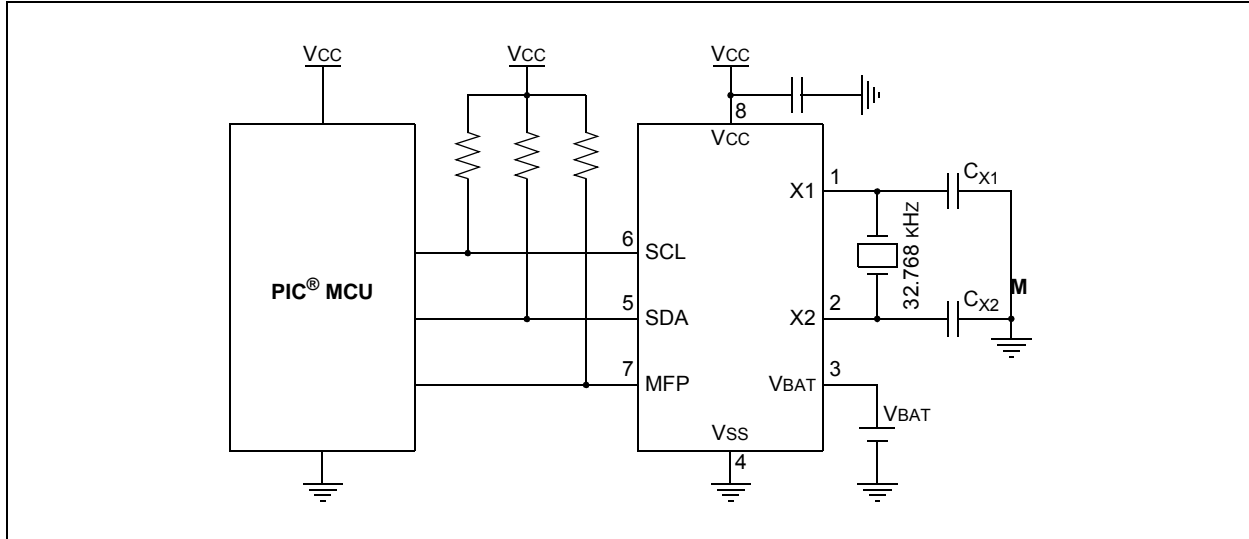 VCC
VCC
VCC
8
VCC
1
X1
CX1
6
SCL
32.768 KHZ
PIC® MCU
M
5
SDA
2
X2
CX2
7
MFP
3
VBAT
VBAT
VSS
4